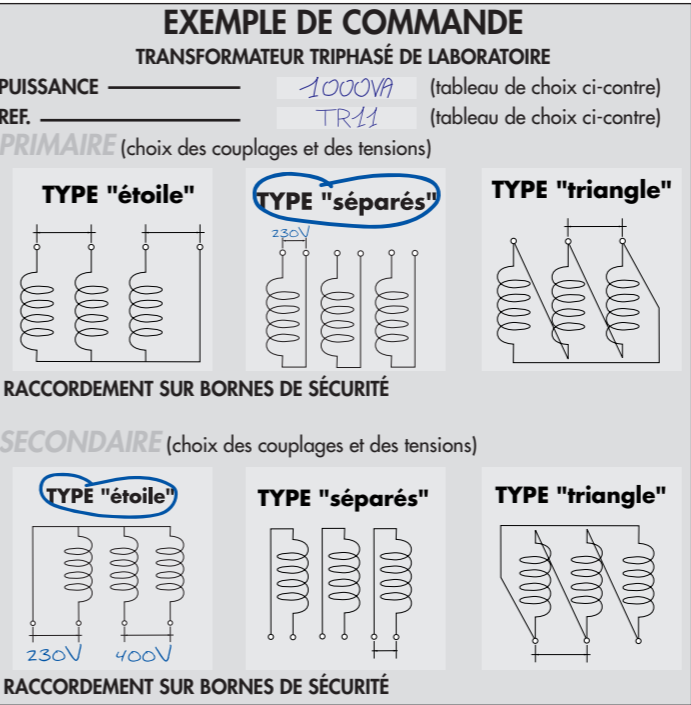 EXEMPLE DE COMMANDE
TRANSFORMATEUR TRIPHASÉ DE LABORATOIRE
PUISSANCE 1000VA (tableau de choix ci-contre)
REF. TR11 (tableau de choix ci-contre)
PRIMAIRE (choix des couplages et des tensions)
TYPE "étoile" TYPE "séparés" TYPE "triangle"
230V
RACCORDEMENT SUR BORNES DE SÉCURITÉ
SECONDAIRE (choix des couplages et des tensions)
TYPE "étoile" TYPE "séparés" TYPE "triangle"
230V 400V
RACCORDEMENT SUR BORNES DE SÉCURITÉ